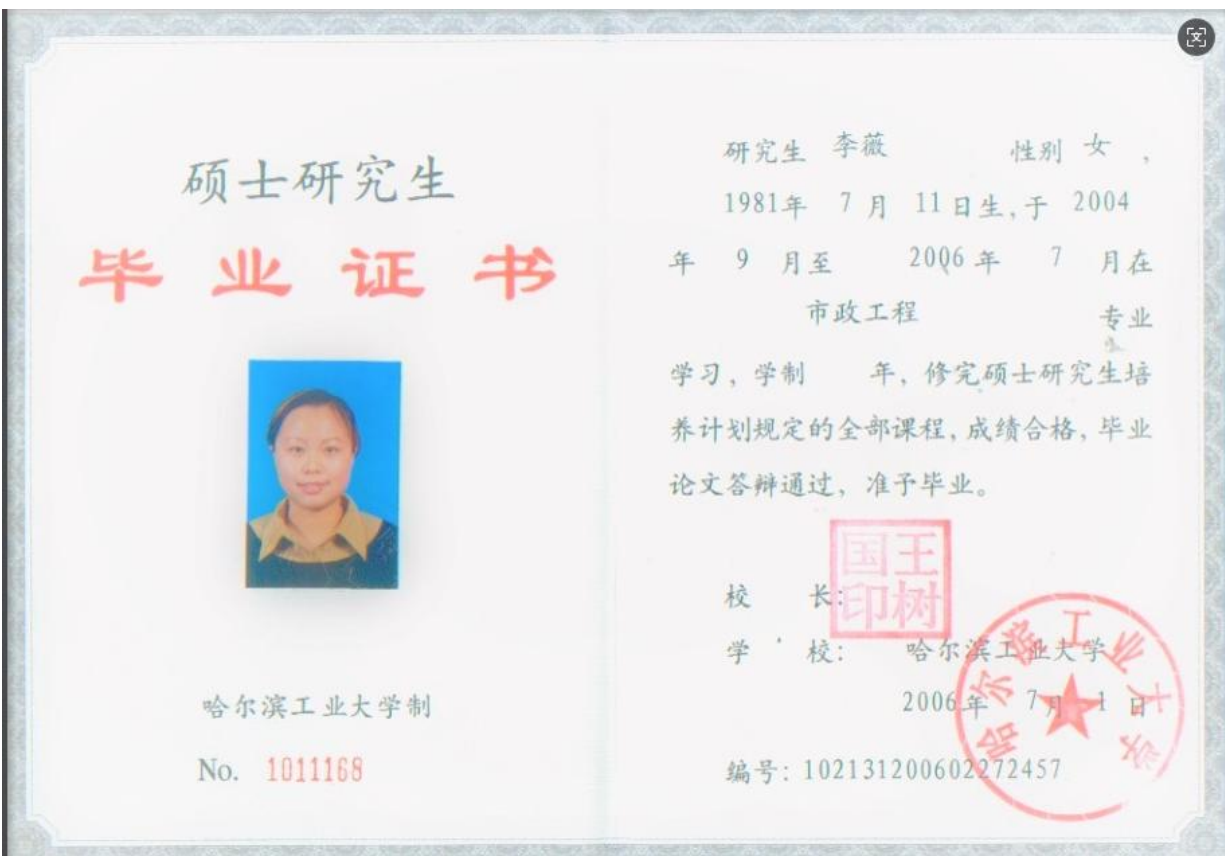 硕士研究生
毕业证书
哈尔滨工业大学制
No. 1011168
研究生 李薇 性别 女，
1981年 7月 11日生,于 2004
年 9 月至 2006年 7 月在
市政工程 专业
学习，学制 年，修完硕士研究生培
养计划规定的全部课程,成绩合格,毕业
论文答辩通过，准予毕业。
校 长:
王树国印
学 校: 哈尔滨工业大学
2006年 7月 1日
哈尔滨工业大学
编号: 102131200602272457